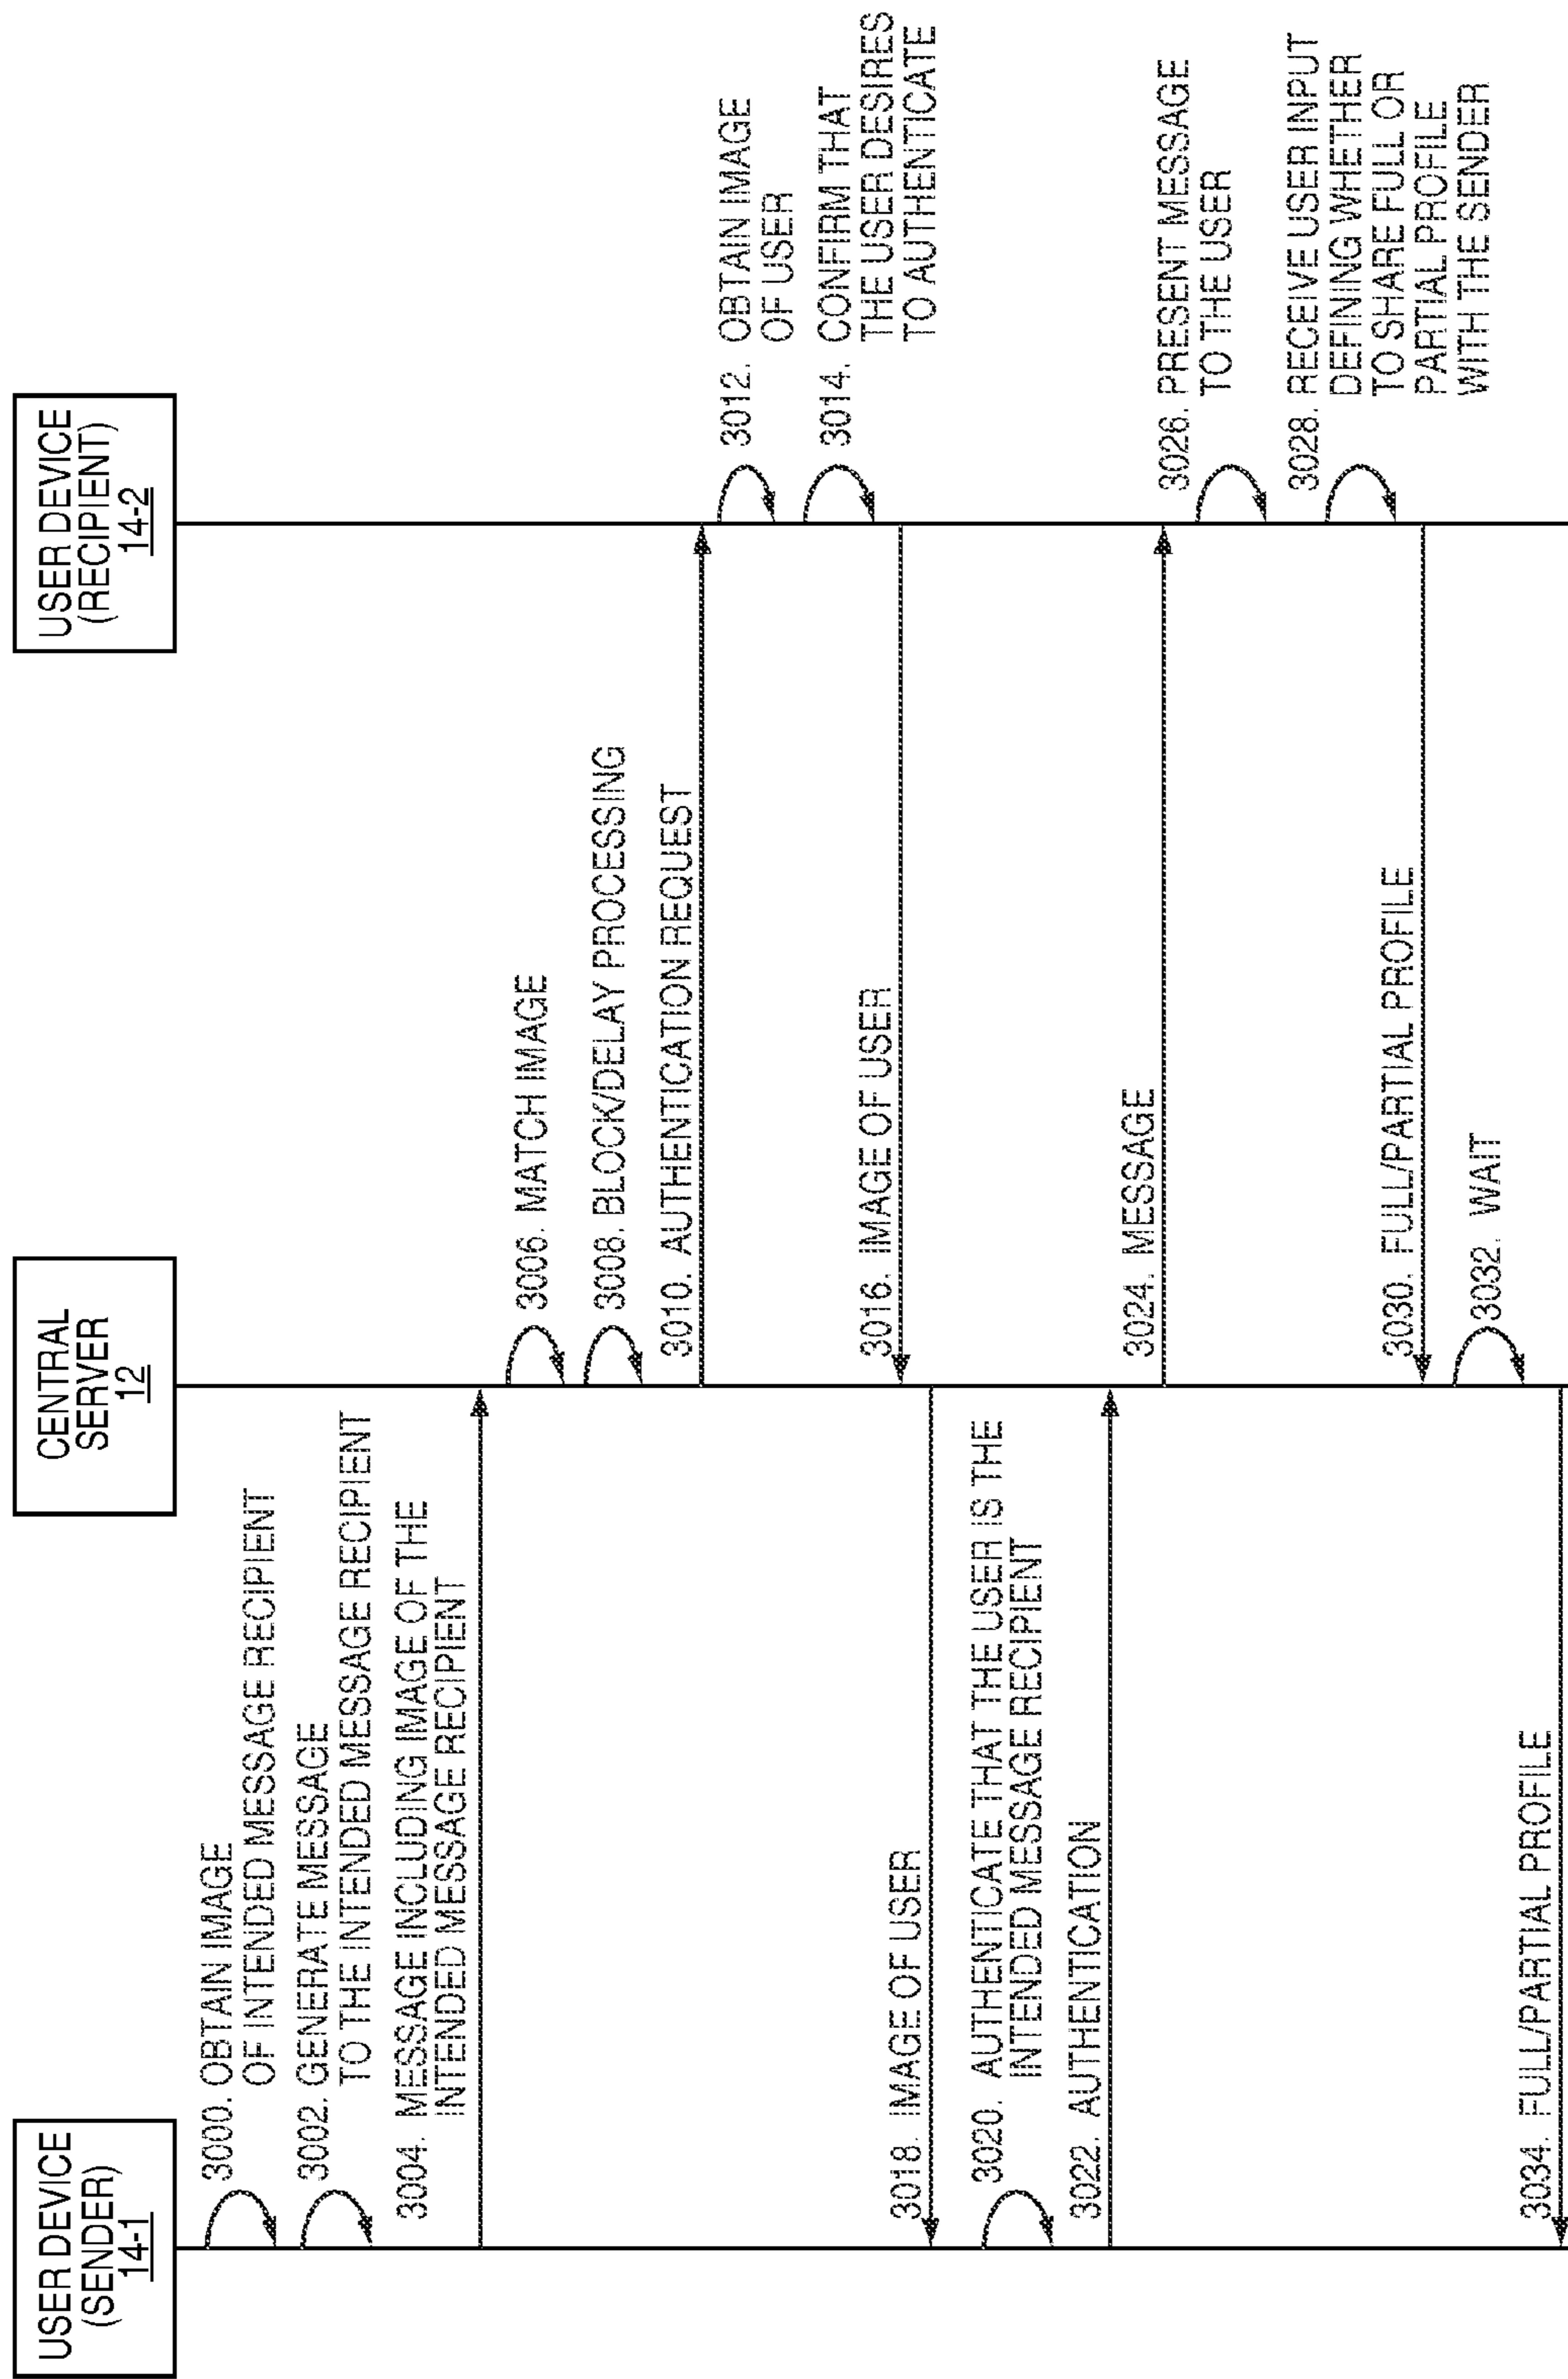 USER DEVICE
(SENDER)
14-1
CENTRAL
SERVER
12
USER DEVICE
(RECIPIENT)
14-2
3000. OBTAIN IMAGE
OF INTENDED MESSAGE RECIPIENT
3002. GENERATE MESSAGE
TO THE INTENDED MESSAGE RECIPIENT
3004. MESSAGE INCLUDING IMAGE OF THE
INTENDED MESSAGE RECIPIENT
3006. MATCH IMAGE
3008. BLOCK/DELAY PROCESSING
3010. AUTHENTICATION REQUEST
3012. OBTAIN IMAGE
OF USER
3014. CONFIRM THAT
THE USER DESIRES
TO AUTHENTICATE
3016. IMAGE OF USER
3018. IMAGE OF USER
3020. AUTHENTICATE THAT THE USER IS THE
INTENDED MESSAGE RECIPIENT
3022. AUTHENTICATION
3024. MESSAGE
3026. PRESENT MESSAGE
TO THE USER
3028. RECEIVE USER INPUT
DEFINING WHETHER
TO SHARE FULL OR
PARTIAL PROFILE
WITH THE SENDER
3030. FULL/PARTIAL PROFILE
3032. WAIT
3034. FULL/PARTIAL PROFILE